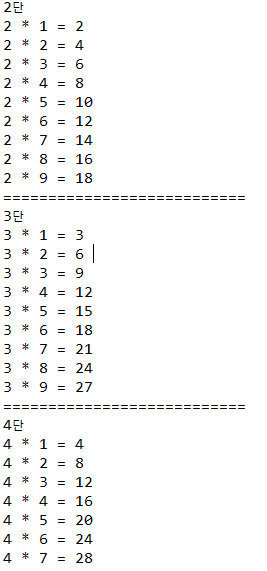 2단
2 * 1 = 2
2 * 2 = 4
2 * 3 = 6
2 * 4 = 8
2 * 5 = 10
2 * 6 = 12
2 * 7 = 14
2 * 8 = 16
2 * 9 = 18
===========================
3단
3 * 1 = 3
3 * 2 = 6
3 * 3 = 9
3 * 4 = 12
3 * 5 = 15
3 * 6 = 18
3 * 7 = 21
3 * 8 = 24
3 * 9 = 27
===========================
4단
4 * 1 = 4
4 * 2 = 8
4 * 3 = 12
4 * 4 = 16
4 * 5 = 20
4 * 6 = 24
4 * 7 = 28